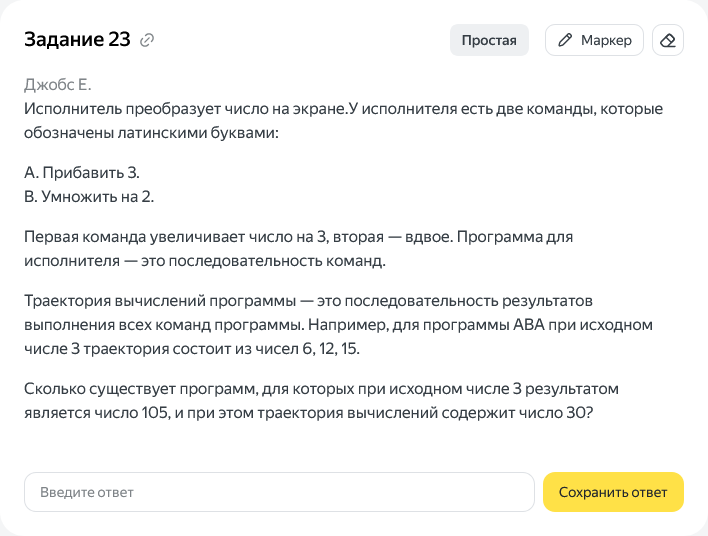 Задание 23
Простая
Маркер
Джобс Е.
Исполнитель преобразует число на экране.У исполнителя есть две команды, которые
обозначены латинскими буквами:
A. Прибавить 3.
B. Умножить на 2.
Первая команда увеличивает число на 3, вторая — вдвое. Программа для
исполнителя — это последовательность команд.
Траектория вычислений программы — это последовательность результатов
выполнения всех команд программы. Например, для программы ABA при исходном
числе 3 траектория состоит из чисел 6, 12, 15.
Сколько существует программ, для которых при исходном числе 3 результатом
является число 105, и при этом траектория вычислений содержит число 30?
Введите ответ
Сохранить ответ